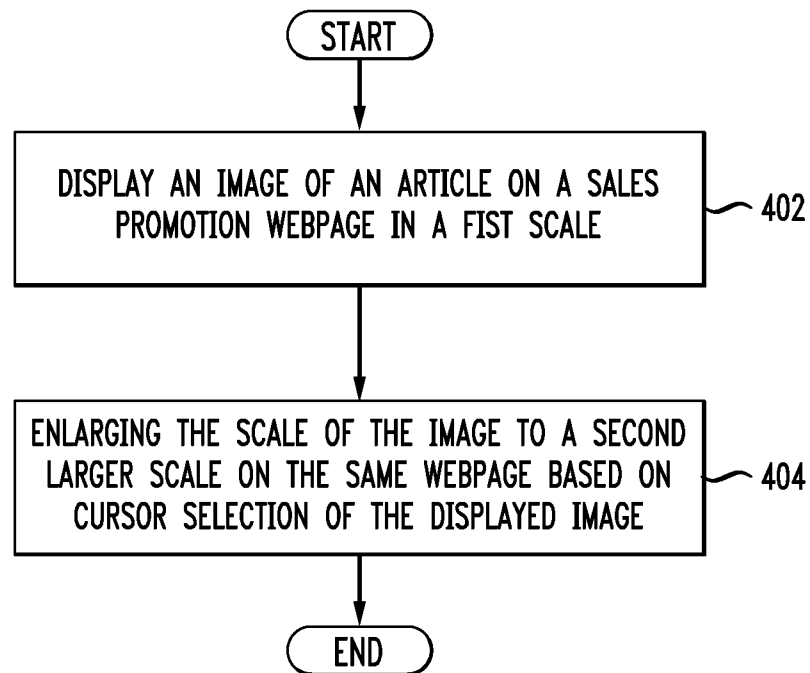 START
DISPLAY AN IMAGE OF AN ARTICLE ON A SALES
PROMOTION WEBPAGE IN A FIST SCALE
402
ENLARGING THE SCALE OF THE IMAGE TO A SECOND
LARGER SCALE ON THE SAME WEBPAGE BASED ON
CURSOR SELECTION OF THE DISPLAYED IMAGE
404
END